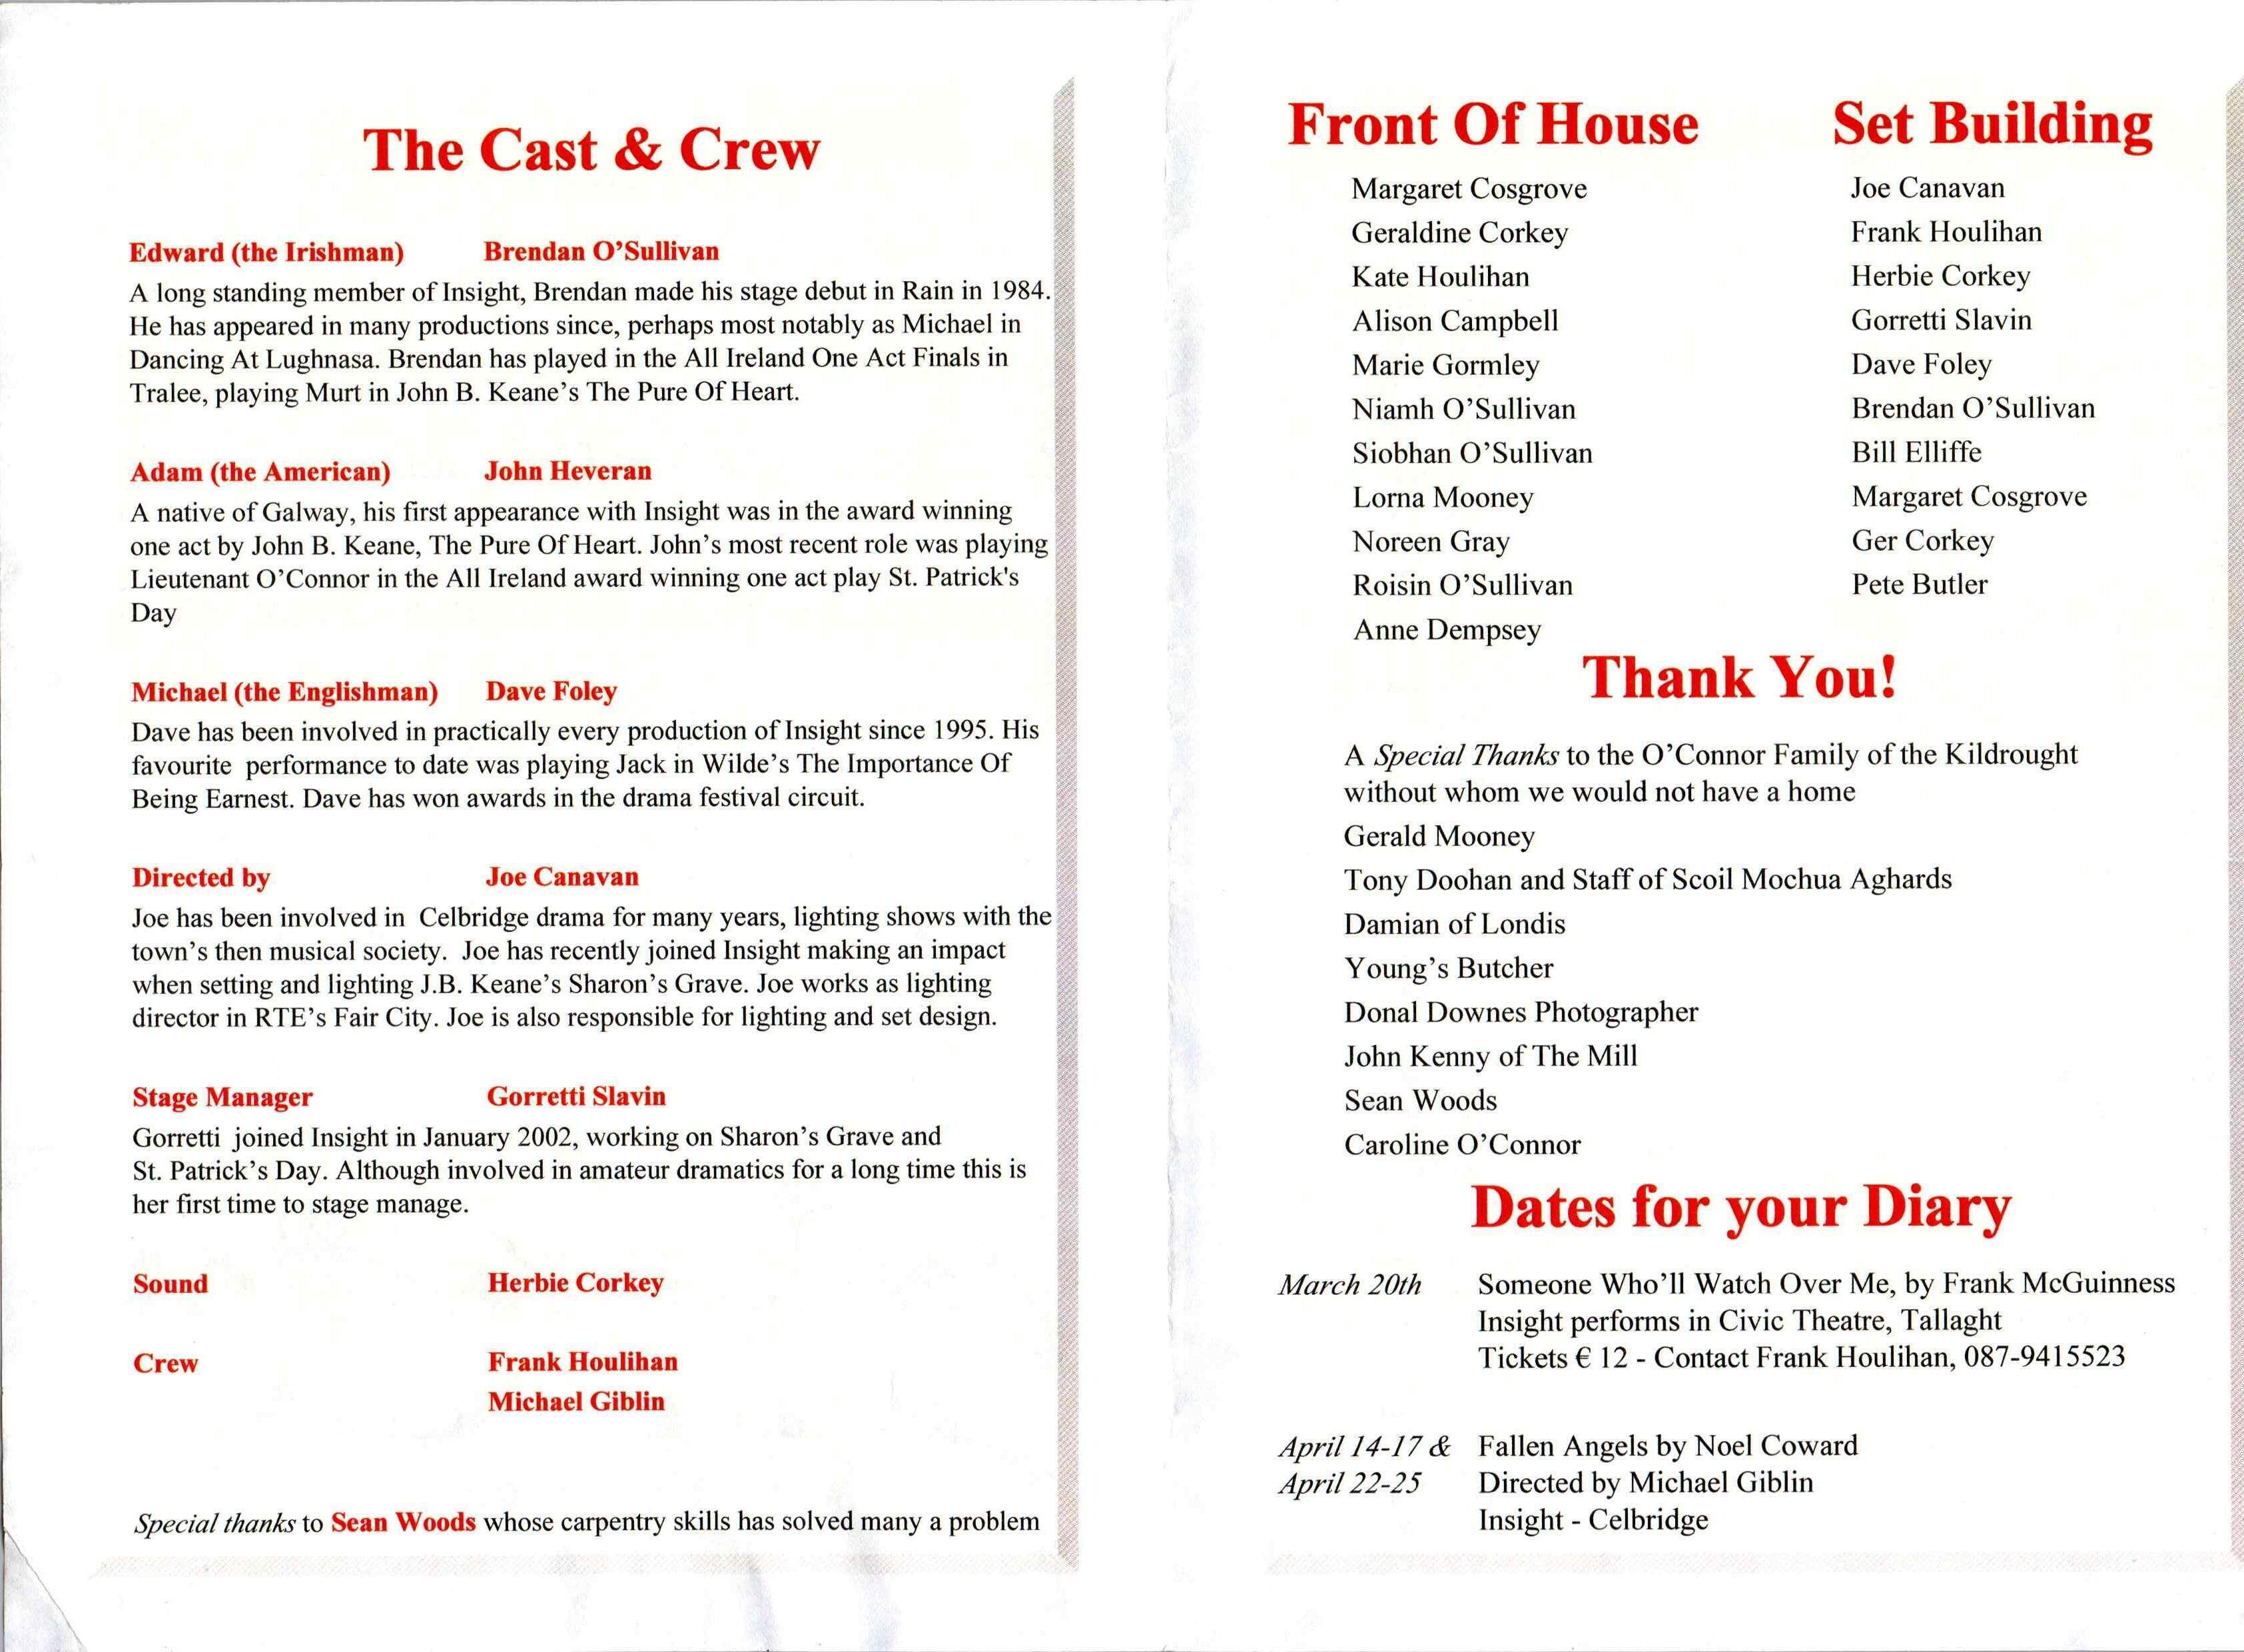 The Cast & Crew
Edward (the Irishman) Brendan O’Sullivan
A long standing member of Insight, Brendan made his stage debut in Rain in 1984.
He has appeared in many productions since, perhaps most notably as Michael in
Dancing At Lughnasa. Brendan has played in the All Ireland One Act Finals in
Tralee, playing Murt in John B. Keane’s The Pure Of Heart.
Adam (the American) John Heveran
A native of Galway, his first appearance with Insight was in the award winning
one act by John B. Keane, The Pure Of Heart. John’s most recent role was playing
Lieutenant O’Connor in the All Ireland award winning one act play St. Patrick's
Day
Michael (the Englishman) Dave Foley
Dave has been involved in practically every production of Insight since 1995. His
favourite performance to date was playing Jack in Wilde’s The Importance Of
Being Earnest. Dave has won awards in the drama festival circuit.
Directed by Joe Canavan
Joe has been involved in Celbridge drama for many years, lighting shows with the
town’s then musical society. Joe has recently joined Insight making an impact
when setting and lighting J.B. Keane’s Sharon’s Grave. Joe works as lighting
director in RTE’s Fair City. Joe is also responsible for lighting and set design.
Stage Manager Gorretti Slavin
Gorretti joined Insight in January 2002, working on Sharon’s Grave and
St. Patrick’s Day. Although involved in amateur dramatics for a long time this is
her first time to stage manage.
Sound Herbie Corkey
Crew Frank Houlihan
Michael Giblin
Special thanks to Sean Woods whose carpentry skills has solved many a problem
Front Of House
Margaret Cosgrove
Geraldine Corkey
Kate Houlihan
Alison Campbell
Marie Gormley
Niamh O’Sullivan
Siobhan O’Sullivan
Lorna Mooney
Noreen Gray
Roisin O’Sullivan
Anne Dempsey
Set Building
Joe Canavan
Frank Houlihan
Herbie Corkey
Gorretti Slavin
Dave Foley
Brendan O’Sullivan
Bill Elliffe
Margaret Cosgrove
Ger Corkey
Pete Butler
Thank You!
A Special Thanks to the O’Connor Family of the Kildrought
without whom we would not have a home
Gerald Mooney
Tony Doohan and Staff of Scoil Mochua Aghards
Damian of Londis
Young’s Butcher
Donal Downes Photographer
John Kenny of The Mill
Sean Woods
Caroline O’Connor
Dates for your Diary
March 20th Someone Who’ll Watch Over Me, by Frank McGuinness
Insight performs in Civic Theatre, Tallaght
Tickets € 12 - Contact Frank Houlihan, 087-9415523
April 14-17 & Fallen Angels by Noel Coward
April 22-25 Directed by Michael Giblin
Insight - Celbridge